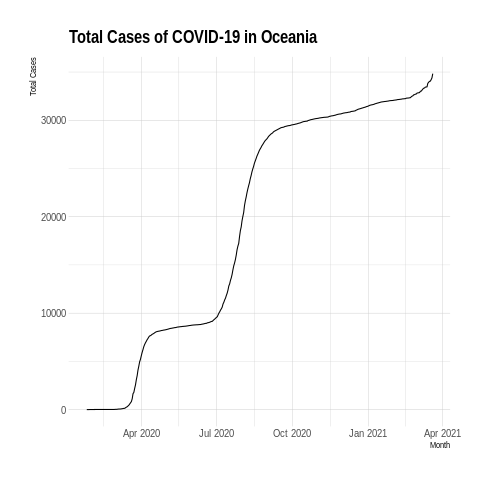 Total Cases of COVID-19 in Oceania
Total Cases
30000
20000
10000
0
Apr 2020 Jul 2020 Oct 2020 Jan 2021 Apr 2021
Month